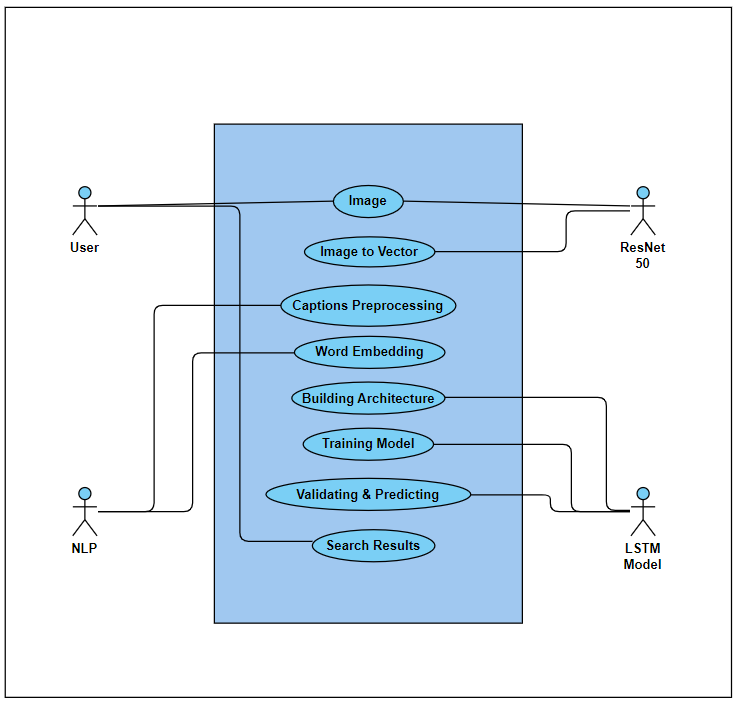 Image
User
ResNet
50
Image to Vector
Captions Preprocessing
Word Embedding
Building Architecture
Training Model
Validating & Predicting
Search Results
NLP
LSTM
Model